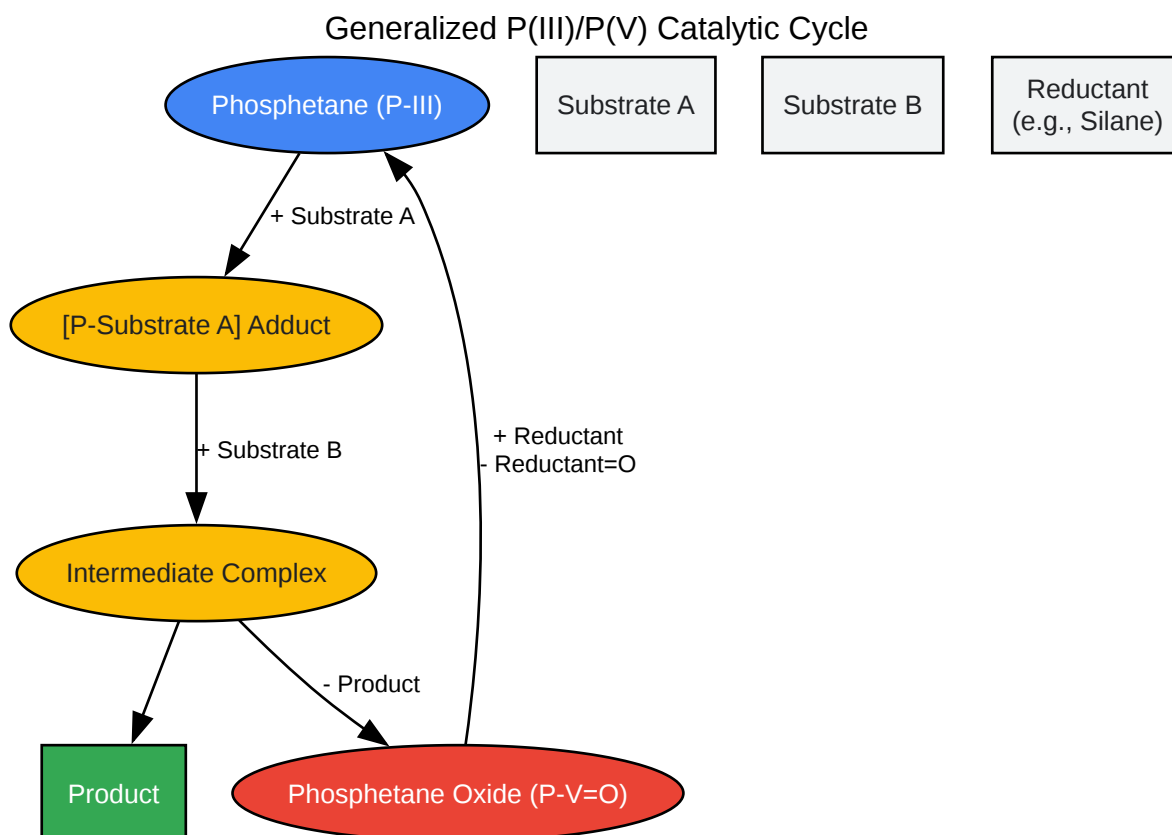 Generalized P(III)/P(V) Catalytic Cycle
Phosphetane (P-III)
Substrate A
Substrate B
Reductant
(e.g., Silane)
+ Substrate A
[P-Substrate A] Adduct
+ Substrate B
+ Reductant
- Reductant=O
Intermediate Complex
- Product
Product
Phosphetane Oxide (P-V=O)